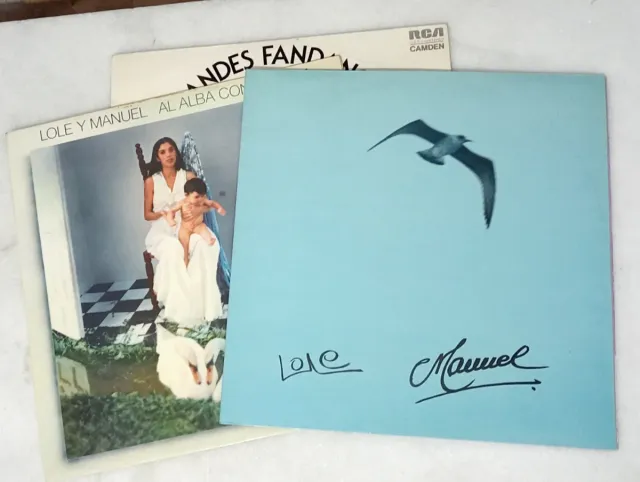 RCA
CAMDEN
ANDES FAND
LOLE Y MANUEL AL ALBA CON
Lole
Manuel